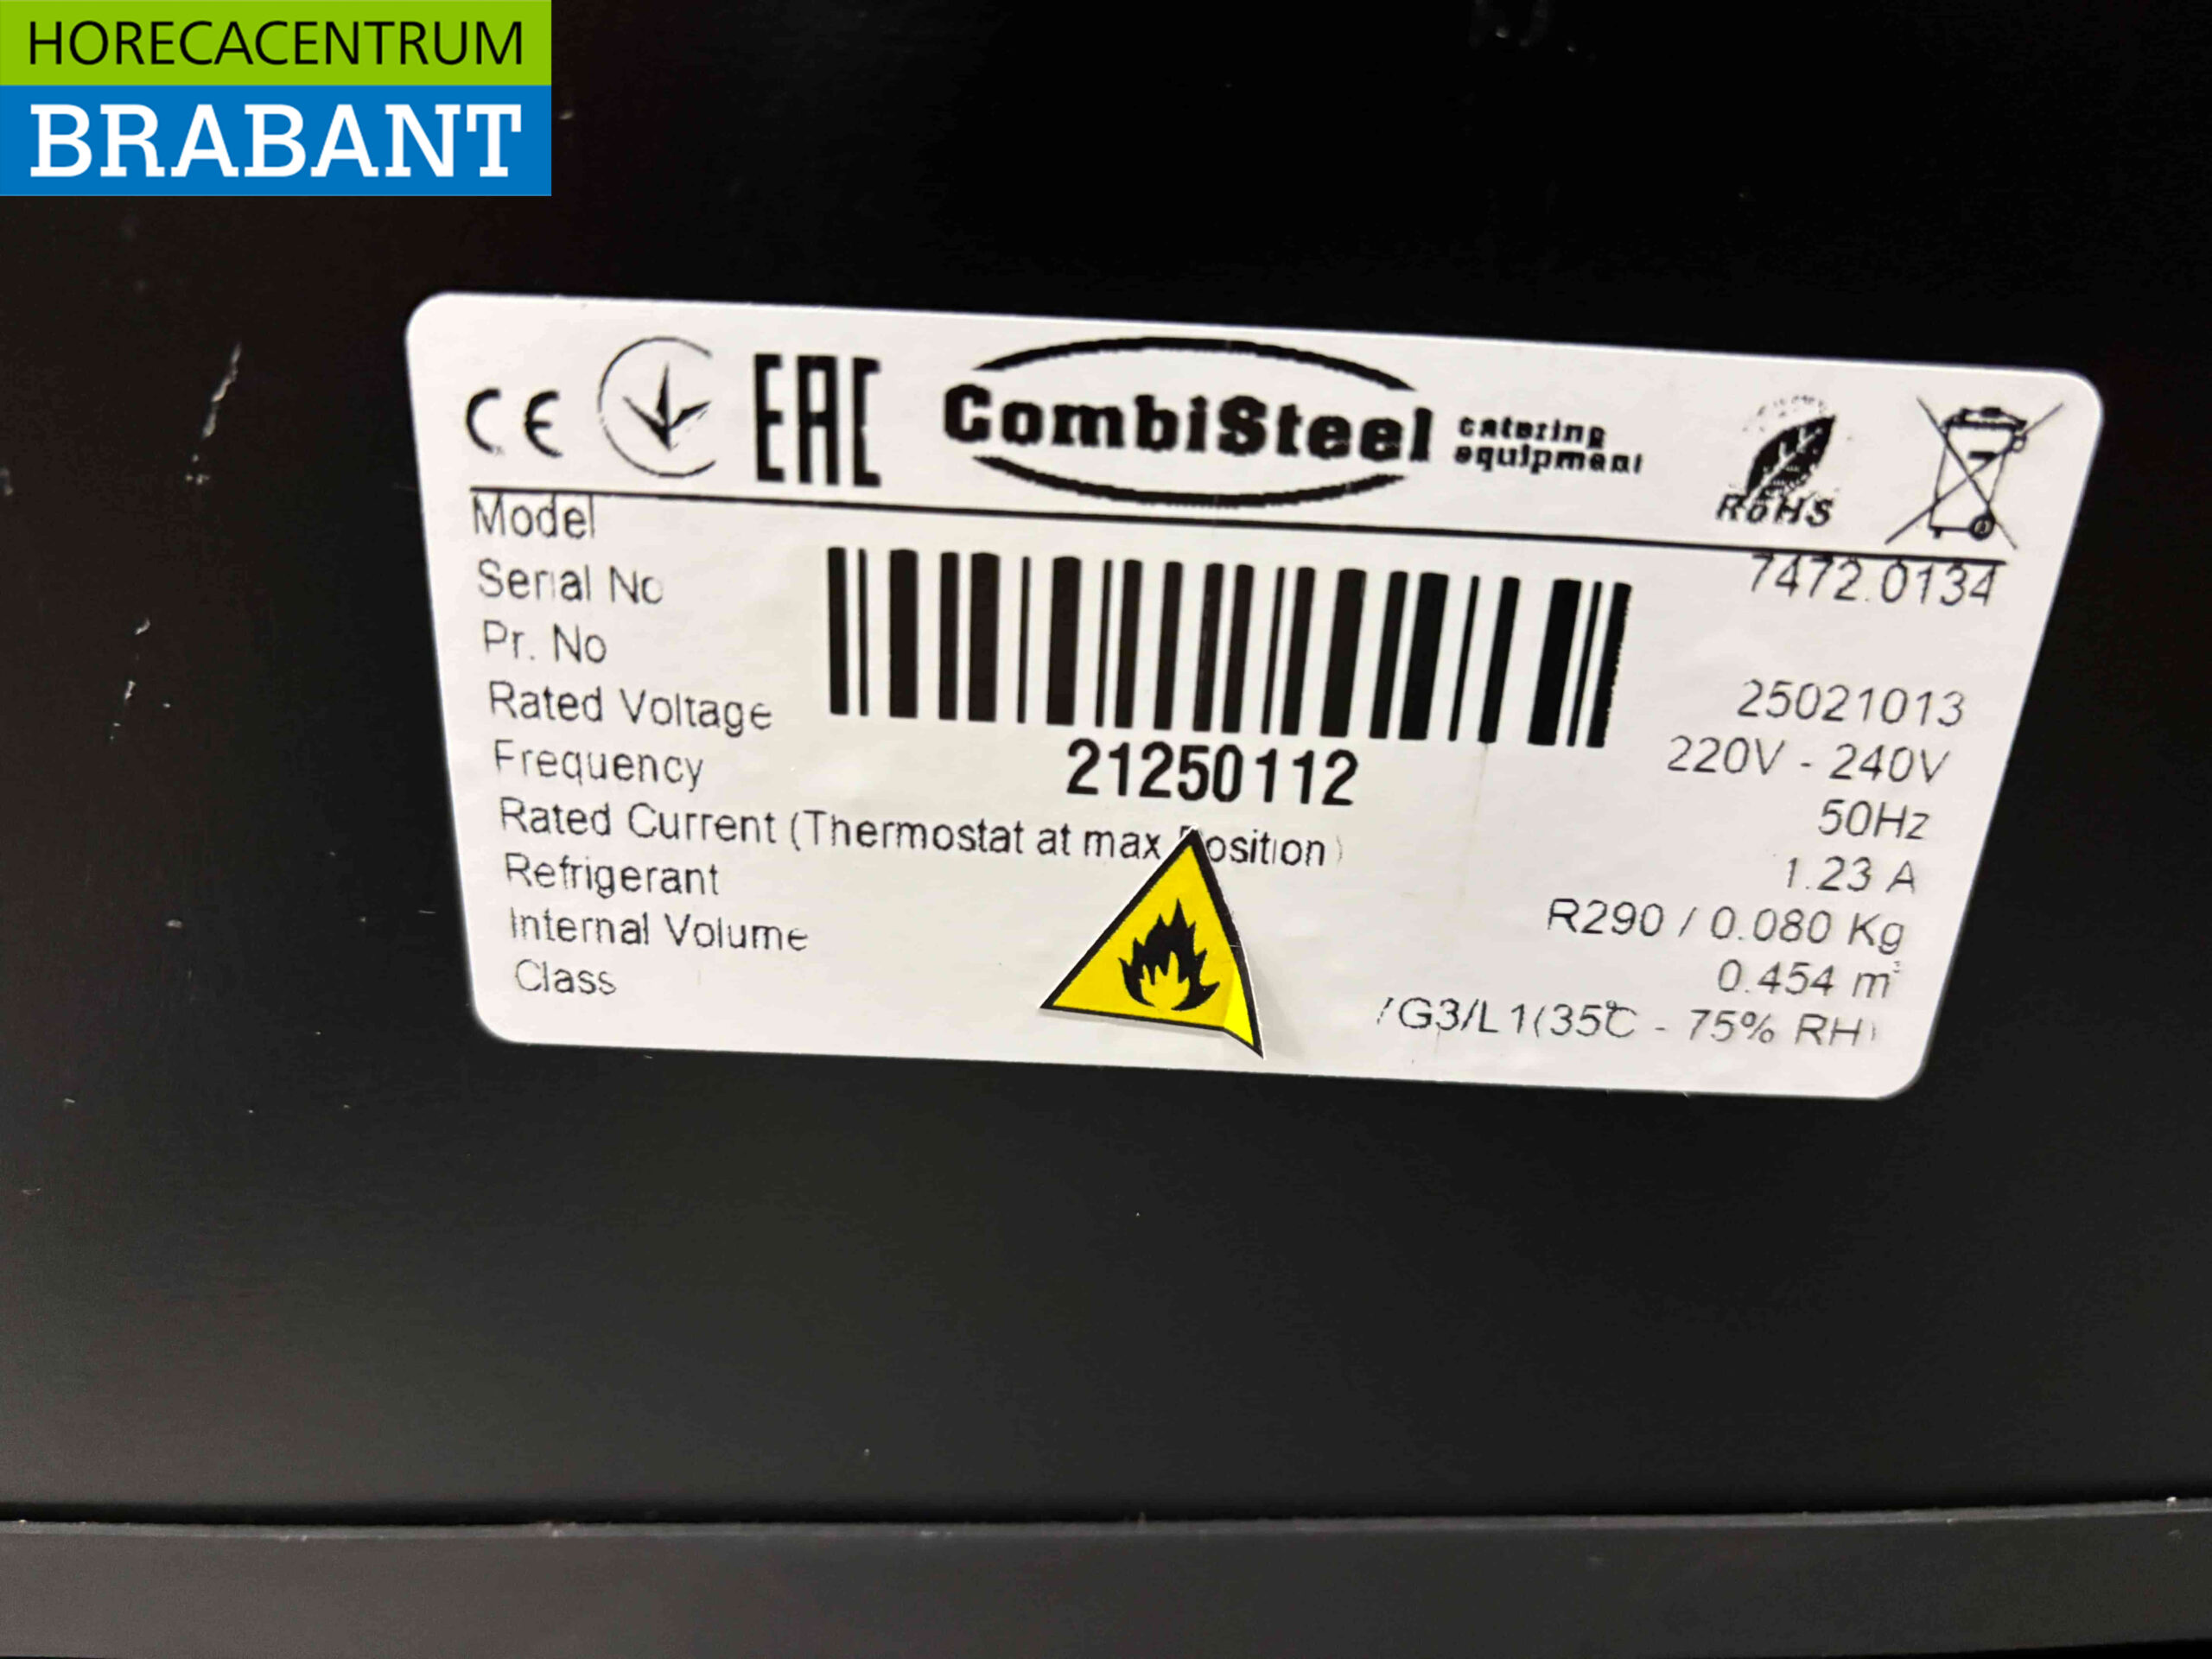 HORECACENTRUM
BRABANT
CE EAC CombiSteel catering equipment RoHS
Model 7472.0134
Serial No
Pr. No 25021013
Rated Voltage 220V - 240V
21250112
Frequency 50Hz
Rated Current (Thermostat at max. Position) 1.23 A
Refrigerant R290 / 0.080 Kg
Internal Volume 0.454 m³
Class /G3/L1(35℃ - 75% RH)